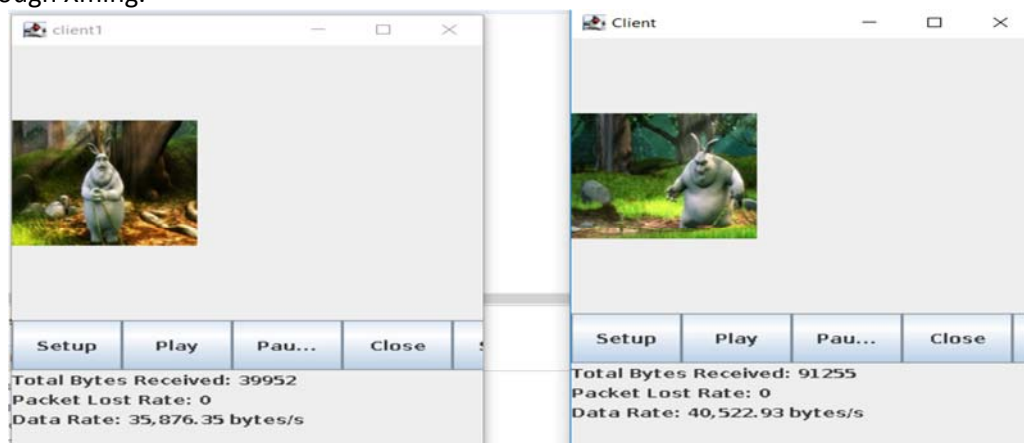 ough Xming.
client1
Setup Play Pau... Close
Total Bytes Received: 39952
Packet Lost Rate: 0
Data Rate: 35,876.35 bytes/s
Client
Setup Play Pau... Close
Total Bytes Received: 91255
Packet Lost Rate: 0
Data Rate: 40,522.93 bytes/s